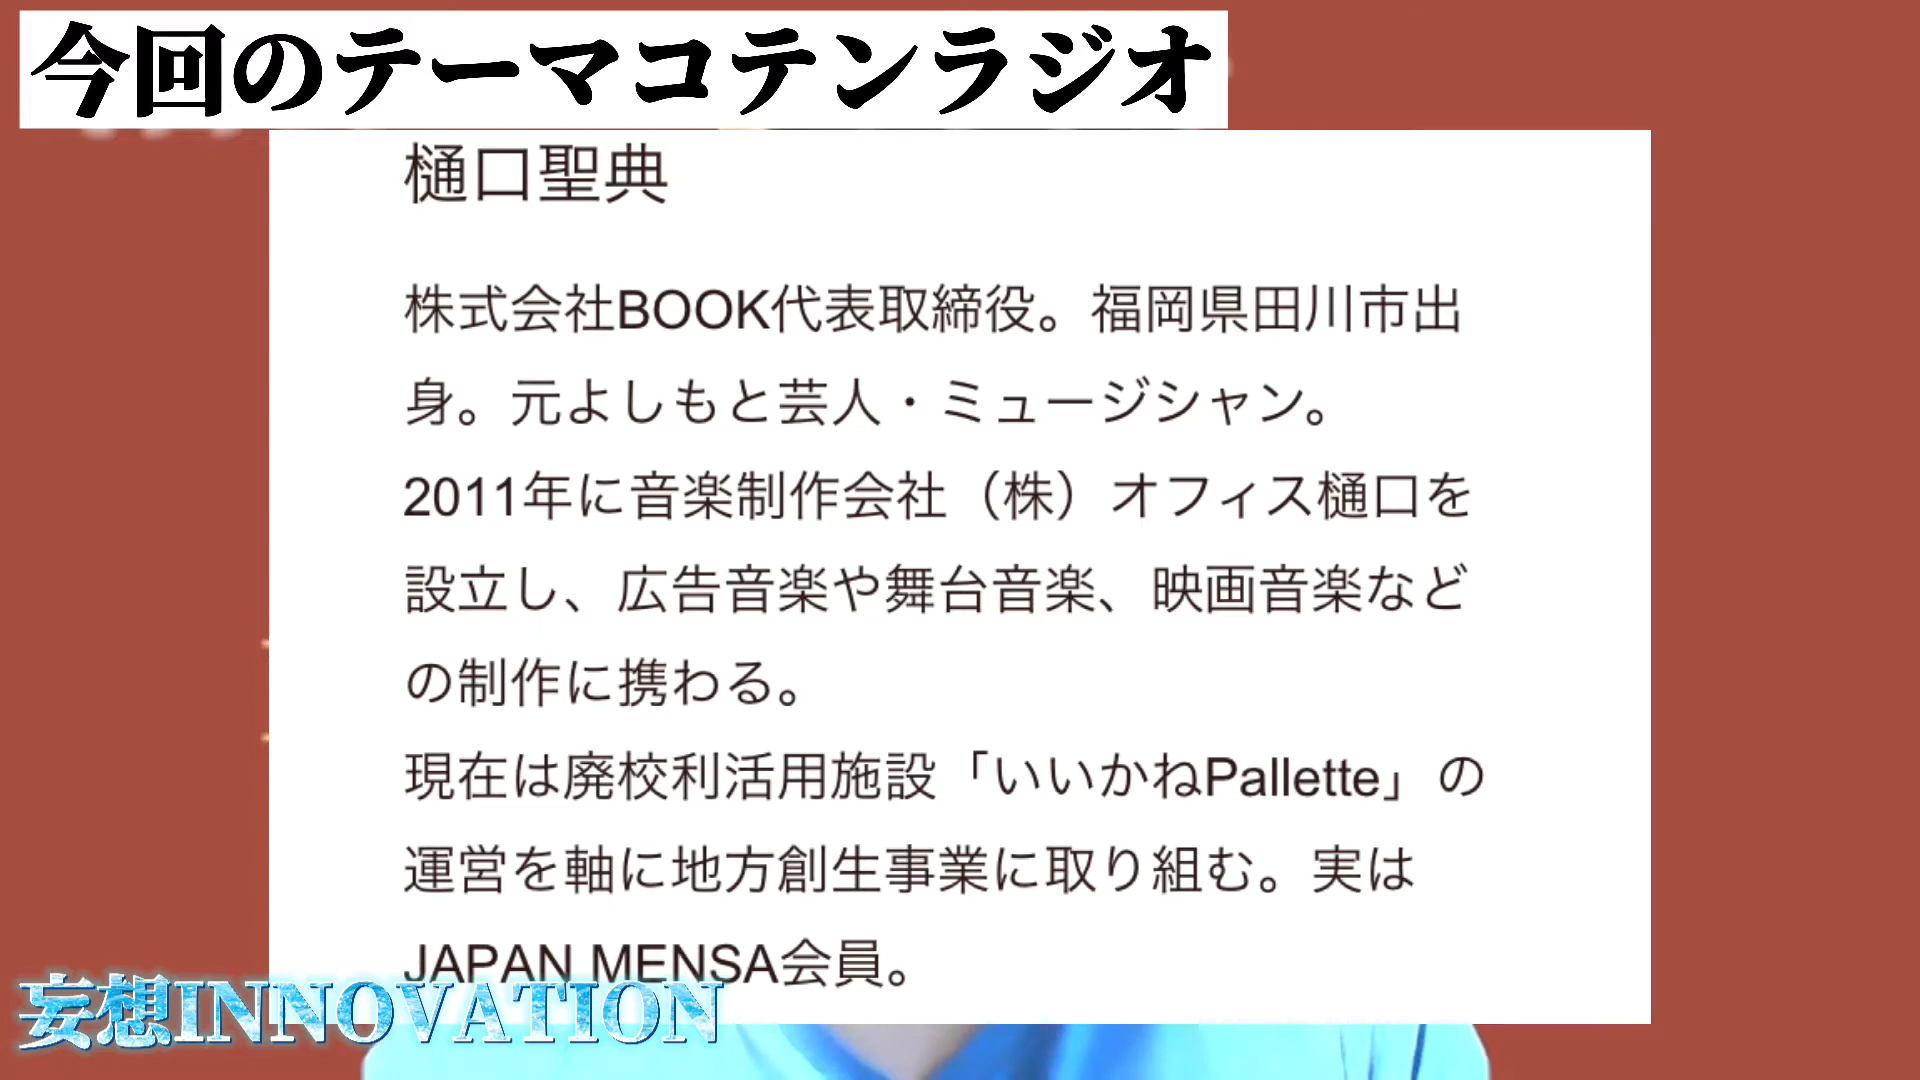 今回のテーマコテンラジオ
樋口聖典
株式会社BOOK代表取締役。福岡県田川市出
身。元よしもと芸人・ミュージシャン。
2011年に音楽制作会社（株）オフィス樋口を
設立し、広告音楽や舞台音楽、映画音楽など
の制作に携わる。
現在は廃校利活用施設「いいかねPallette」の
運営を軸に地方創生事業に取り組む。実は
JAPAN MENSA会員。
妄想INNOVATION